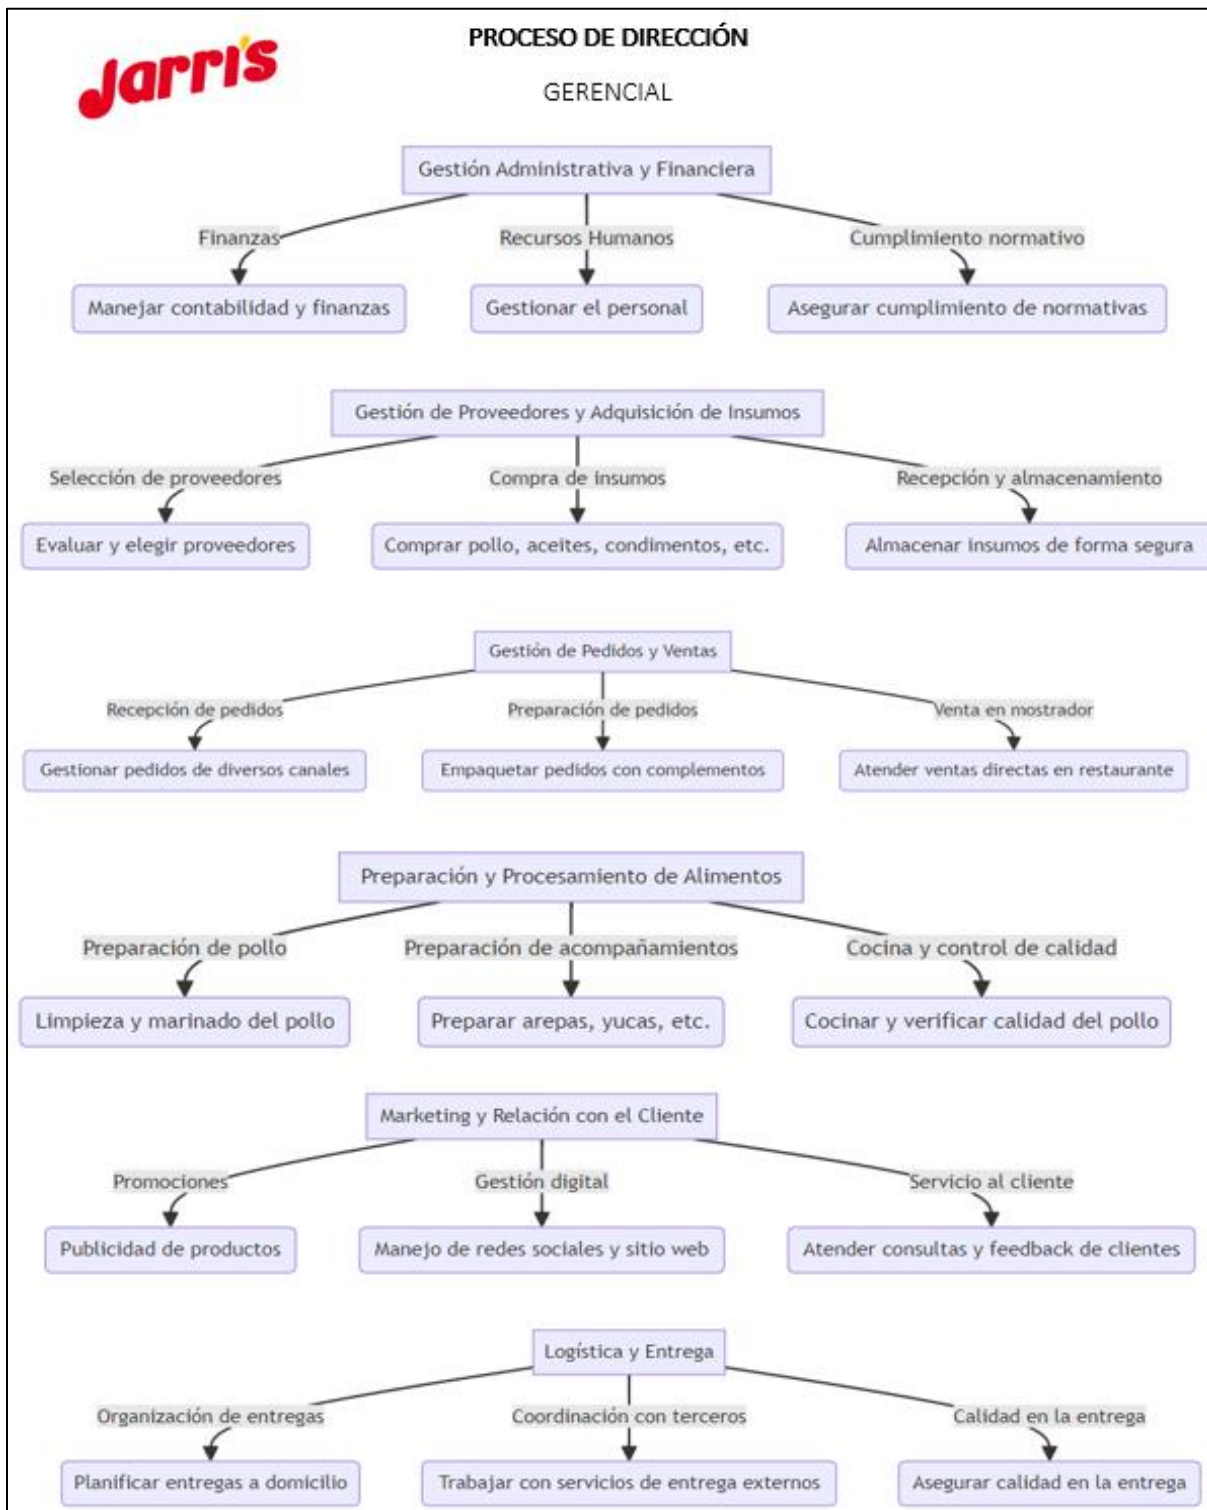 Jarri's
PROCESO DE DIRECCIÓN
GERENCIAL
Gestión Administrativa y Financiera
Finanzas
Recursos Humanos
Cumplimiento normativo
Manejar contabilidad y finanzas
Gestionar el personal
Asegurar cumplimiento de normativas
Gestión de Proveedores y Adquisición de Insumos
Selección de proveedores
Compra de insumos
Recepción y almacenamiento
Evaluar y elegir proveedores
Comprar pollo, aceites, condimentos, etc.
Almacenar insumos de forma segura
Gestión de Pedidos y Ventas
Recepción de pedidos
Preparación de pedidos
Venta en mostrador
Gestionar pedidos de diversos canales
Empaquetar pedidos con complementos
Atender ventas directas en restaurante
Preparación y Procesamiento de Alimentos
Preparación de pollo
Preparación de acompañamientos
Cocina y control de calidad
Limpieza y marinado del pollo
Preparar arepas, yucas, etc.
Cocinar y verificar calidad del pollo
Marketing y Relación con el Cliente
Promociones
Gestión digital
Servicio al cliente
Publicidad de productos
Manejo de redes sociales y sitio web
Atender consultas y feedback de clientes
Logística y Entrega
Organización de entregas
Coordinación con terceros
Calidad en la entrega
Planificar entregas a domicilio
Trabajar con servicios de entrega externos
Asegurar calidad en la entrega